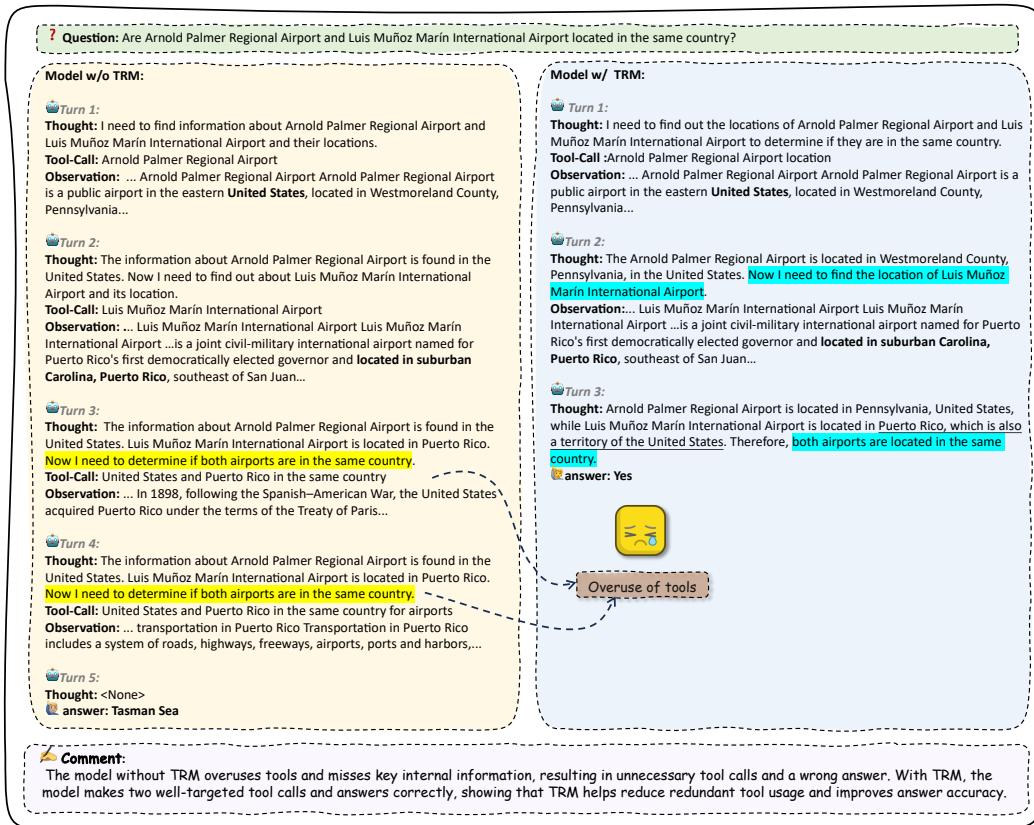 ? Question: Are Arnold Palmer Regional Airport and Luis Muñoz Marín International Airport located in the same country?
Model w/o TRM:
Turn 1:
Thought: I need to find information about Arnold Palmer Regional Airport and
Luis Muñoz Marín International Airport and their locations.
Tool-Call: Arnold Palmer Regional Airport
Observation: ... Arnold Palmer Regional Airport Arnold Palmer Regional Airport
is a public airport in the eastern United States, located in Westmoreland County,
Pennsylvania...
Turn 2:
Thought: The information about Arnold Palmer Regional Airport is found in the
United States. Now I need to find out about Luis Muñoz Marín International
Airport and its location.
Tool-Call: Luis Muñoz Marín International Airport
Observation: ... Luis Muñoz Marín International Airport Luis Muñoz Marín
International Airport ...is a joint civil-military international airport named for
Puerto Rico's first democratically elected governor and located in suburban
Carolina, Puerto Rico, southeast of San Juan...
Turn 3:
Thought: The information about Arnold Palmer Regional Airport is found in the
United States. Luis Muñoz Marín International Airport is located in Puerto Rico.
Now I need to determine if both airports are in the same country.
Tool-Call: United States and Puerto Rico in the same country
Observation: ... In 1898, following the Spanish–American War, the United States
acquired Puerto Rico under the terms of the Treaty of Paris...
Turn 4:
Thought: The information about Arnold Palmer Regional Airport is found in the
United States. Luis Muñoz Marín International Airport is located in Puerto Rico.
Now I need to determine if both airports are in the same country.
Tool-Call: United States and Puerto Rico in the same country for airports
Observation: ... transportation in Puerto Rico Transportation in Puerto Rico
includes a system of roads, highways, freeways, airports, ports and harbors,...
Turn 5:
Thought: <None>
answer: Tasman Sea
Model w/ TRM:
Turn 1:
Thought: I need to find out the locations of Arnold Palmer Regional Airport and Luis
Muñoz Marín International Airport to determine if they are in the same country.
Tool-Call :Arnold Palmer Regional Airport location
Observation: ... Arnold Palmer Regional Airport Arnold Palmer Regional Airport is a
public airport in the eastern United States, located in Westmoreland County,
Pennsylvania...
Turn 2:
Thought: The Arnold Palmer Regional Airport is located in Westmoreland County,
Pennsylvania, in the United States. Now I need to find the location of Luis Muñoz
Marín International Airport.
Observation:... Luis Muñoz Marín International Airport Luis Muñoz Marín
International Airport ...is a joint civil-military international airport named for Puerto
Rico's first democratically elected governor and located in suburban Carolina,
Puerto Rico, southeast of San Juan...
Turn 3:
Thought: Arnold Palmer Regional Airport is located in Pennsylvania, United States,
while Luis Muñoz Marín International Airport is located in Puerto Rico, which is also
a territory of the United States. Therefore, both airports are located in the same
country.
answer: Yes
Overuse of tools
Comment:
The model without TRM overuses tools and misses key internal information, resulting in unnecessary tool calls and a wrong answer. With TRM, the
model makes two well-targeted tool calls and answers correctly, showing that TRM helps reduce redundant tool usage and improves answer accuracy.